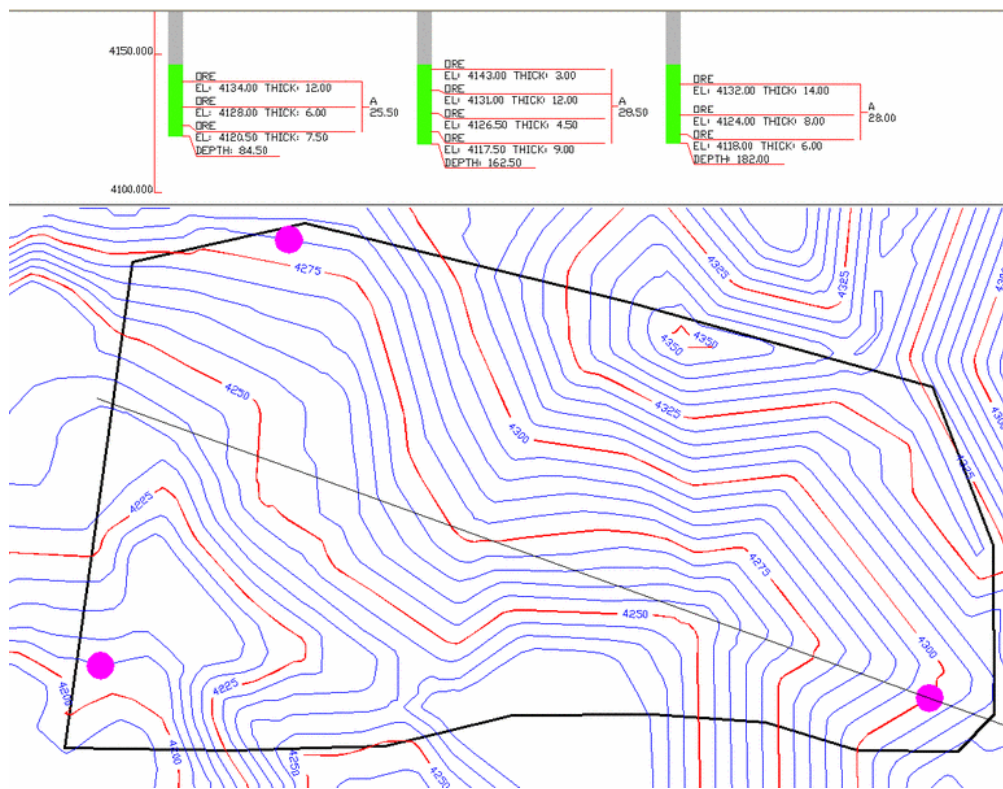 4150.000
4100.000
ORE
EL: 4134.00 THICK: 12.00
ORE
EL: 4128.00 THICK: 6.00
ORE
EL: 4120.50 THICK: 7.50
DEPTH: 84.50
A
25.50
ORE
EL: 4143.00 THICK: 3.00
ORE
EL: 4131.00 THICK: 12.00
ORE
EL: 4126.50 THICK: 4.50
ORE
EL: 4117.50 THICK: 9.00
DEPTH: 162.50
A
28.50
ORE
EL: 4132.00 THICK: 14.00
ORE
EL: 4124.00 THICK: 8.00
ORE
EL: 4118.00 THICK: 6.00
DEPTH: 182.00
A
28.00
4275
4325
4325
4350
4350
4250
4325
4300
4300
4325
4225
4275
4250
4300
4200
4225
4200
4250
4250